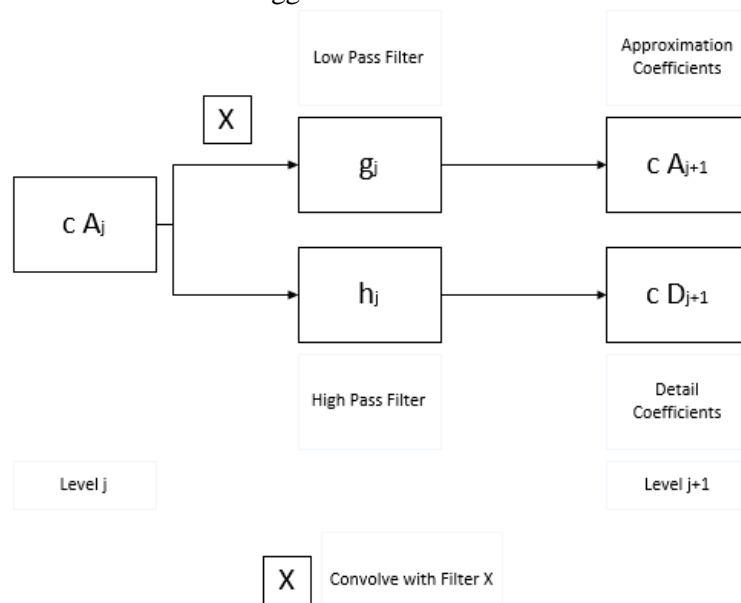 Low Pass Filter
Approximation
Coefficients
X
gj
c Aj+1
c Aj
hj
c Dj+1
High Pass Filter
Detail
Coefficients
Level j
Level j+1
X
Convolve with Filter X